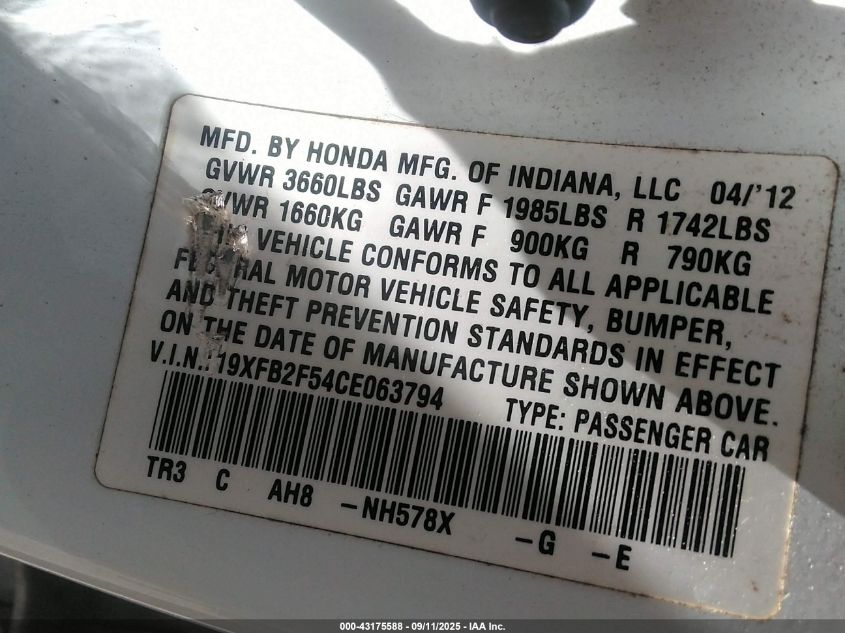 MFD. BY HONDA MFG. OF INDIANA, LLC 04/'12
GVWR 3660LBS GAWR F 1985LBS R 1742LBS
GVWR 1660KG GAWR F 900KG R 790KG
VEHICLE CONFORMS TO ALL APPLICABLE
FEDERAL MOTOR VEHICLE SAFETY, BUMPER,
AND THEFT PREVENTION STANDARDS IN EFFECT
ON THE DATE OF MANUFACTURE SHOWN ABOVE.
V.I.N.: 19XFB2F54CE063794
TYPE: PASSENGER CAR
TR3 C AH8 -NH578X -G -E
000-43175588 - 09/11/2025 - IAA Inc.